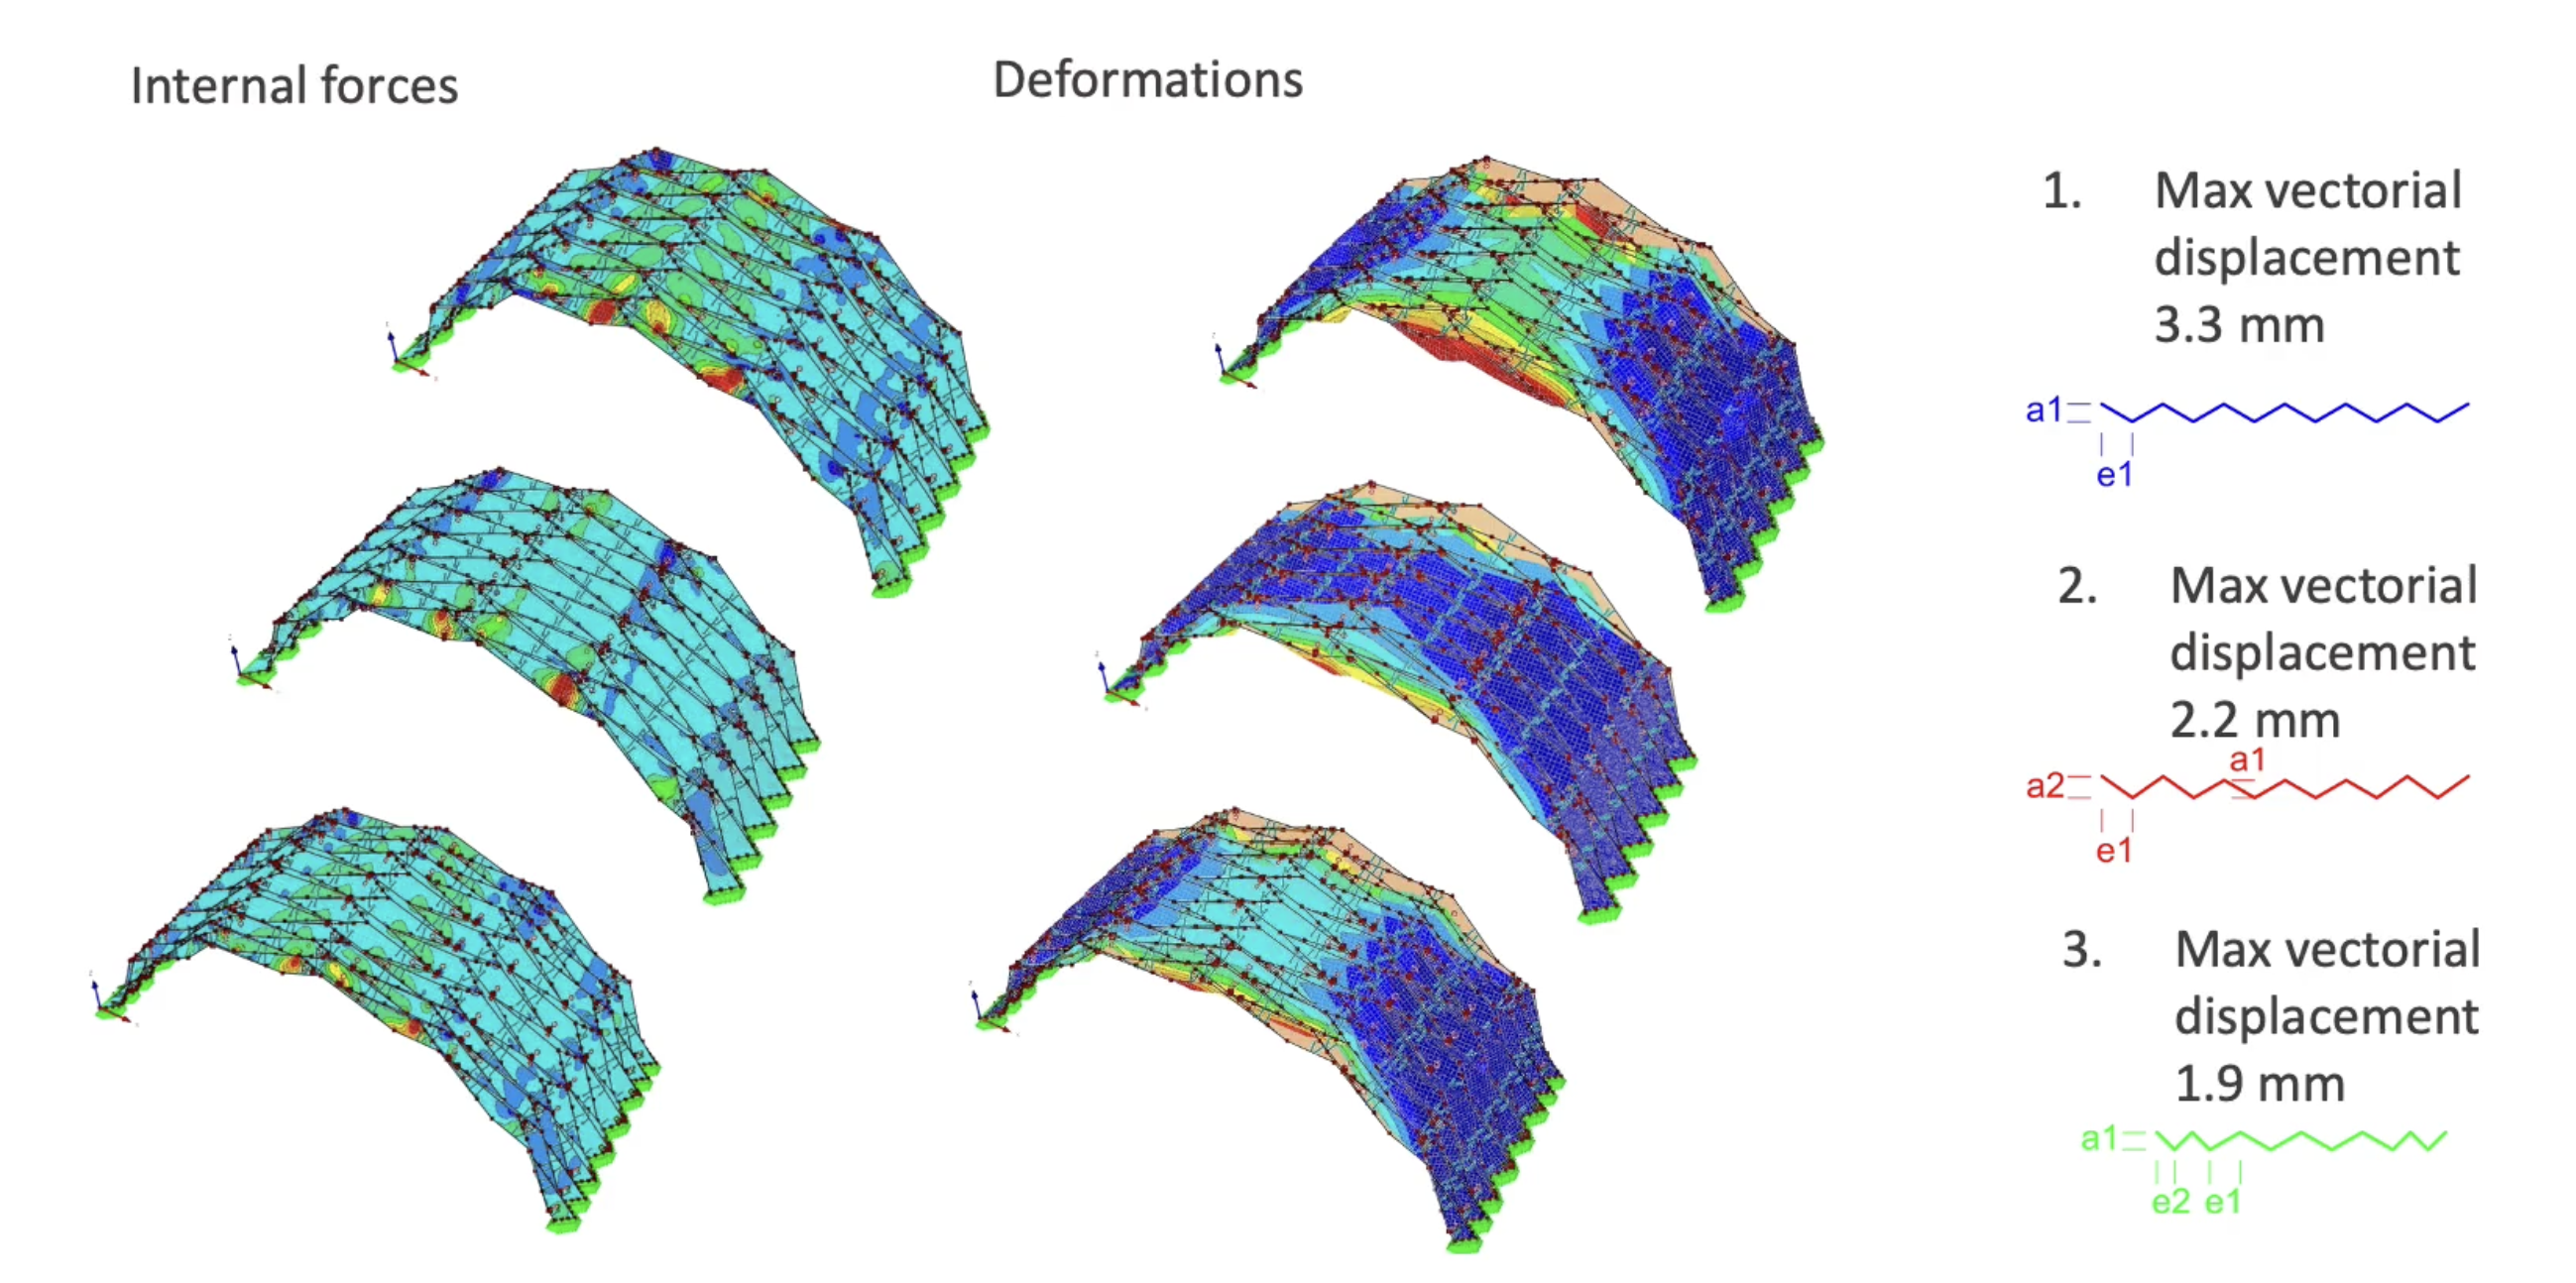 Internal forces
Deformations
1. Max vectorial
displacement
3.3 mm
a1
e1
2. Max vectorial
displacement
2.2 mm
a1
a2
e1
3. Max vectorial
displacement
1.9 mm
a1
e2 e1